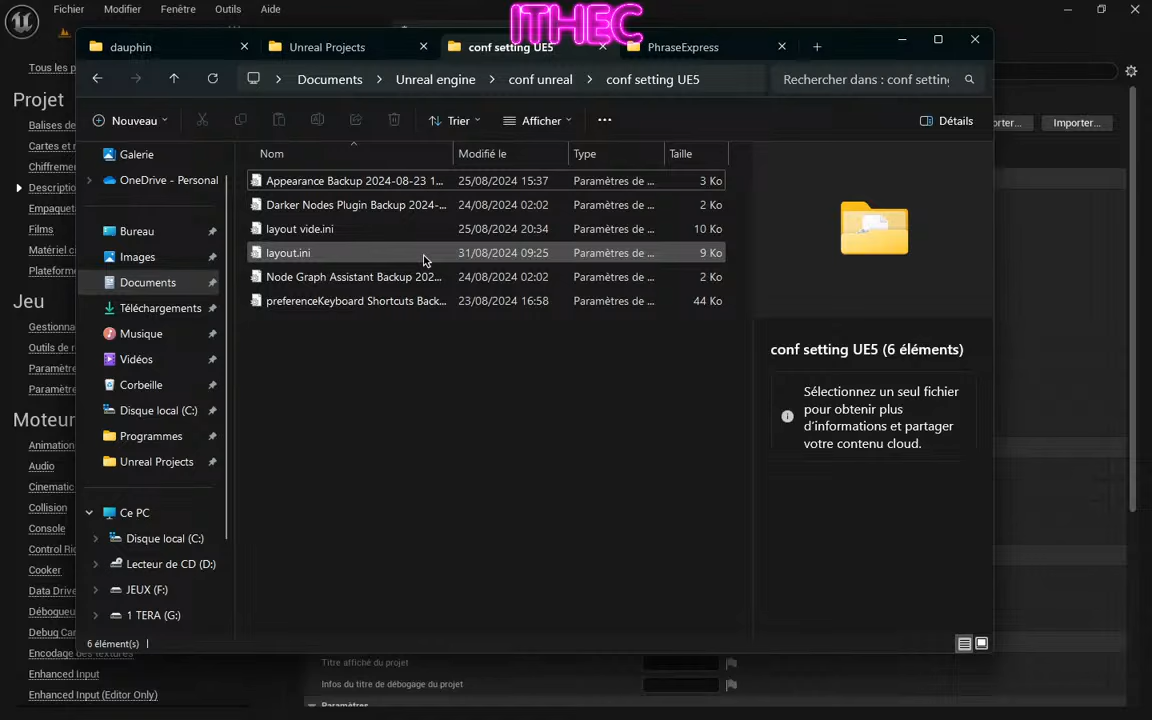 Fichier Modifier Fenêtre Outils Aide
ITHEC
dauphin
Unreal Projects
conf setting UE5
PhraseExpress
Documents > Unreal engine > conf unreal > conf setting UE5
Rechercher dans : conf settin
Nouveau
Trier
Afficher
Détails
Importer...
Tous les p
Projet
Balises de
Cartes et
Chiffreme
Descriptio
Empaquet
Films
Matériel c
Plateform
Jeu
Gestionna
Outils de r
Paramètre
Paramètre
Moteur
Animation
Audio
Cinematic
Collision
Console
Control Ri
Cooker
Data Drive
Débogueu
Debug Ca
Encodage des textures
Enhanced Input
Enhanced Input (Editor Only)
Galerie
OneDrive - Personal
Bureau
Images
Documents
Téléchargements
Musique
Vidéos
Corbeille
Disque local (C:)
Programmes
Unreal Projects
Ce PC
Disque local (C:)
Lecteur de CD (D:)
JEUX (F:)
1 TERA (G:)
6 élément(s)
Nom Modifié le Type Taille
Appearance Backup 2024-08-23 1... 25/08/2024 15:37 Paramètres de ... 3 Ko
Darker Nodes Plugin Backup 2024-... 24/08/2024 02:02 Paramètres de ... 2 Ko
layout vide.ini 25/08/2024 20:34 Paramètres de ... 10 Ko
layout.ini 31/08/2024 09:25 Paramètres de ... 9 Ko
Node Graph Assistant Backup 202... 24/08/2024 02:02 Paramètres de ... 2 Ko
preferenceKeyboard Shortcuts Back... 23/08/2024 16:58 Paramètres de ... 44 Ko
conf setting UE5 (6 éléments)
Sélectionnez un seul fichier
pour obtenir plus
d'informations et partager
votre contenu cloud.
Titre affiché du projet
Infos du titre de débogage du projet
Paramètres